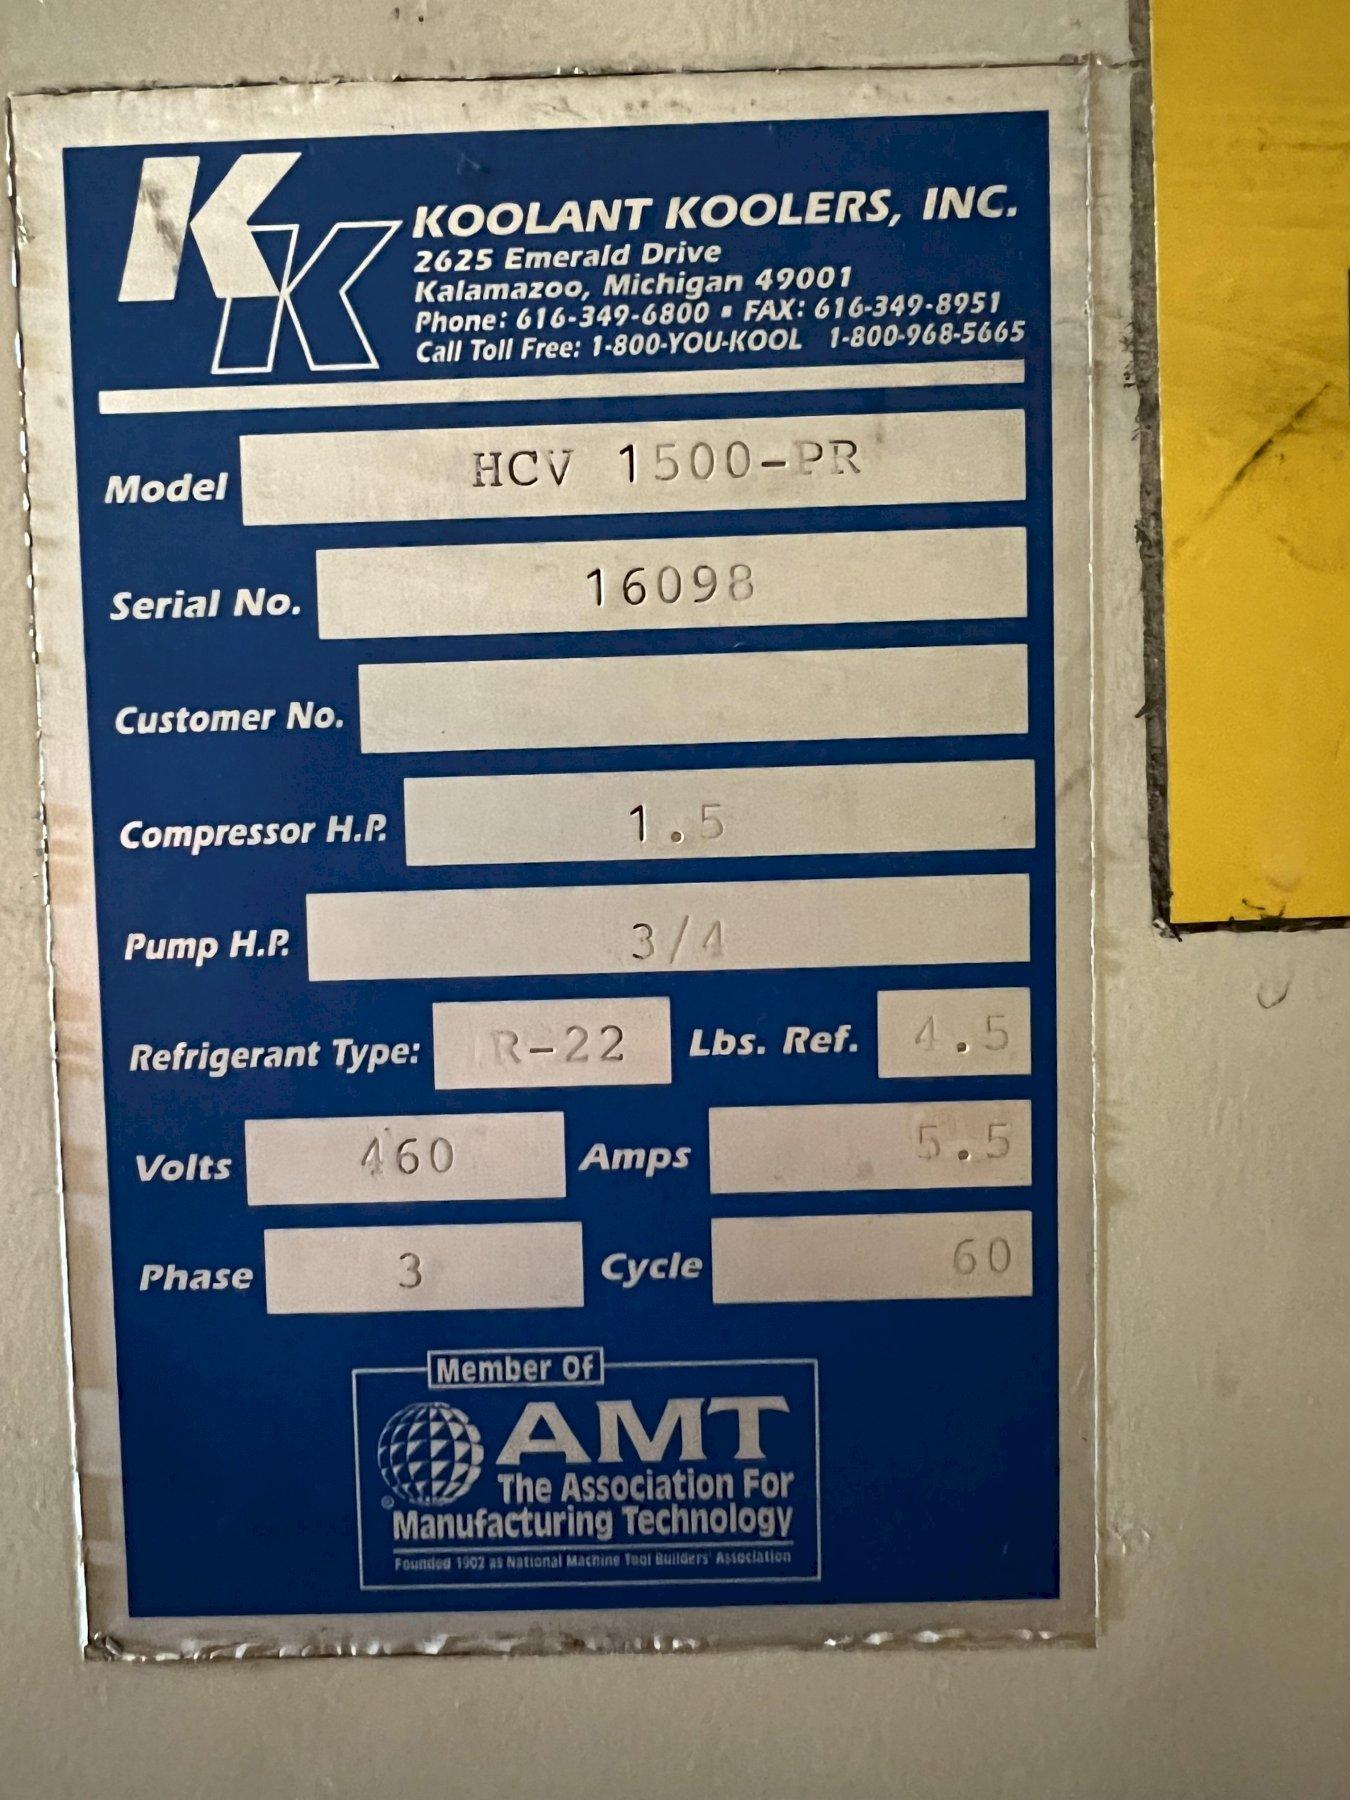 KK
KOOLANT KOOLERS, INC.
2625 Emerald Drive
Kalamazoo, Michigan 49001
Phone: 616-349-6800 ▪ FAX: 616-349-8951
Call Toll Free: 1-800-YOU-KOOL 1-800-968-5665
Model HCV 1500-PR
Serial No. 16098
Customer No.
Compressor H.P. 1.5
Pump H.P. 3/4
Refrigerant Type: R-22 Lbs. Ref. 4.5
Volts 460 Amps 5.5
Phase 3 Cycle 60
Member Of
AMT
The Association For
® Manufacturing Technology
Founded 1902 as National Machine Tool Builders' Association